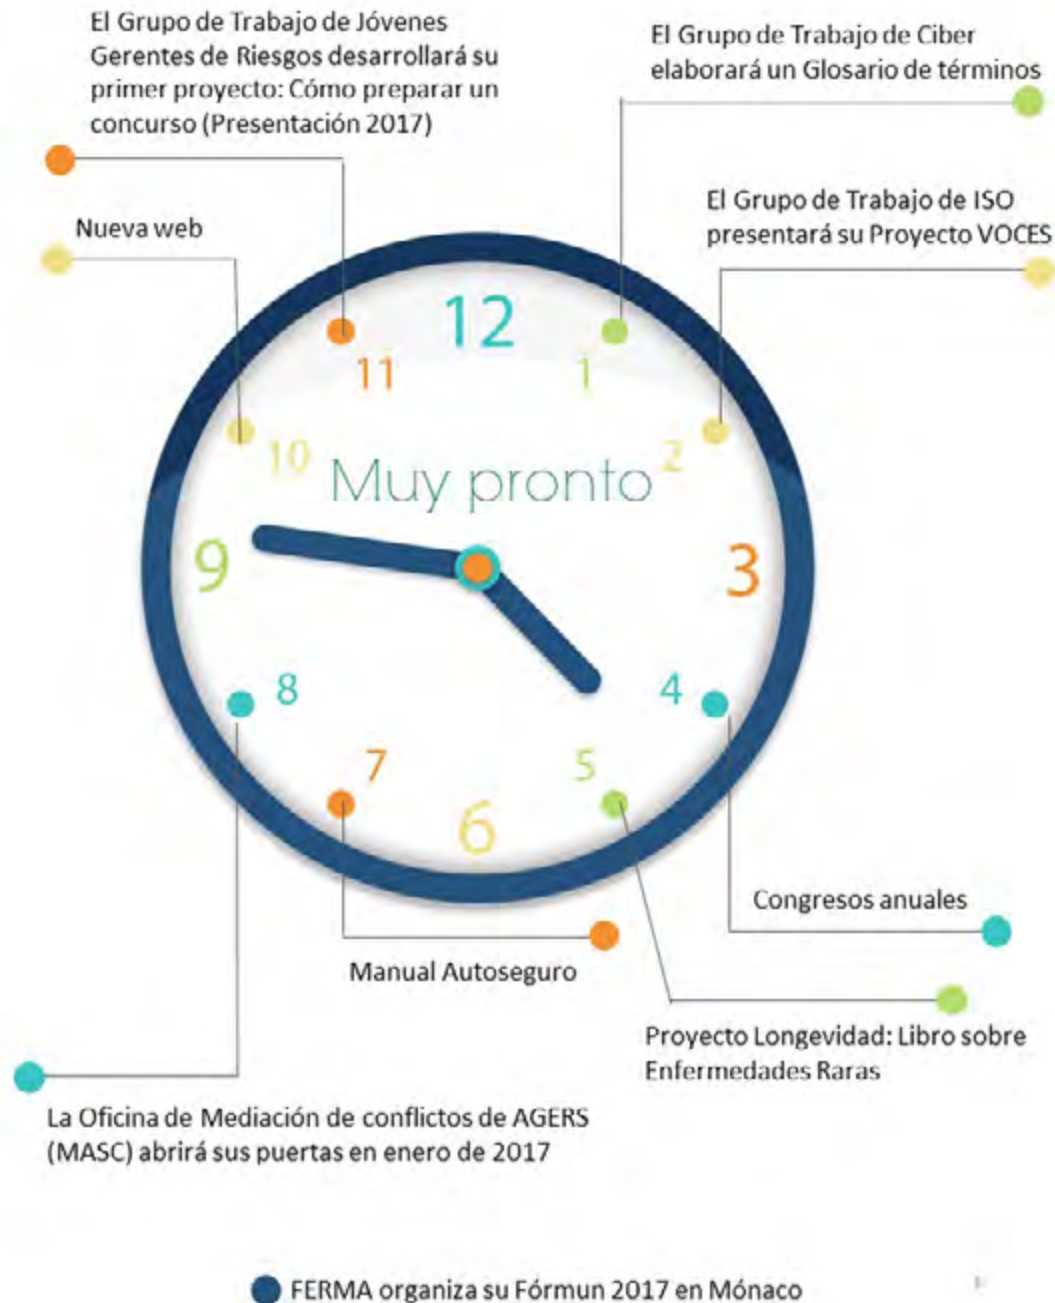 El Grupo de Trabajo de Jóvenes
Gerentes de Riesgos desarrollará su
primer proyecto: Cómo preparar un
concurso (Presentación 2017)
El Grupo de Trabajo de Ciber
elaborará un Glosario de términos
Nueva web
El Grupo de Trabajo de ISO
presentará su Proyecto VOCES
12
11
1
10
2
Muy pronto
9
3
8
4
7
5
6
Congresos anuales
Manual Autoseguro
Proyecto Longevidad: Libro sobre
Enfermedades Raras
La Oficina de Mediación de conflictos de AGERS
(MASC) abrirá sus puertas en enero de 2017
FERMA organiza su Fórmun 2017 en Mónaco